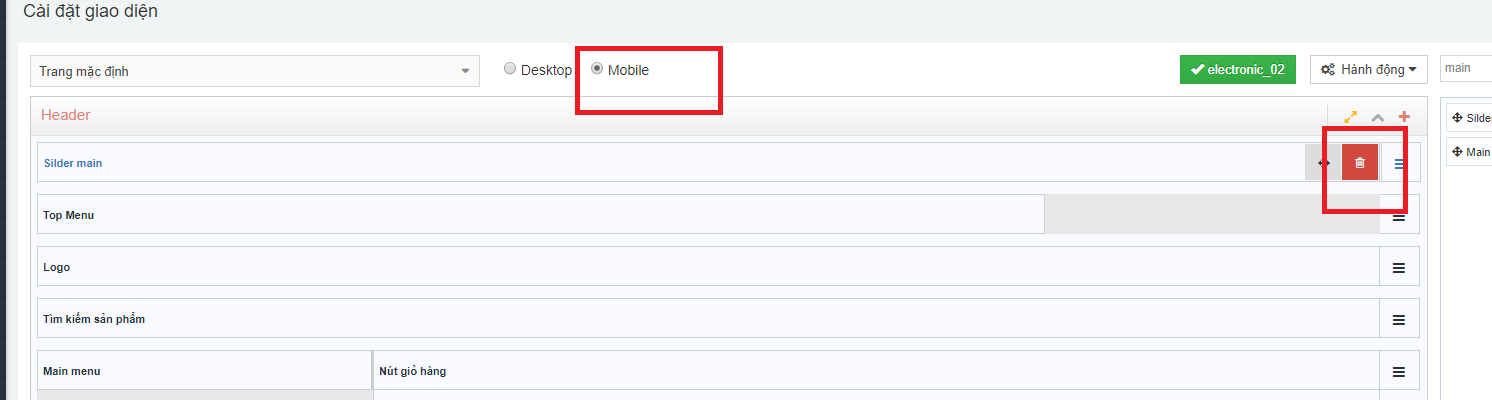 Cài đặt giao diện
Trang mặc định
Desktop
Mobile
electronic_02
Hành động
main
Header
Silder main
Silder
Main
Top Menu
Logo
Tìm kiếm sản phẩm
Main menu
Nút giỏ hàng